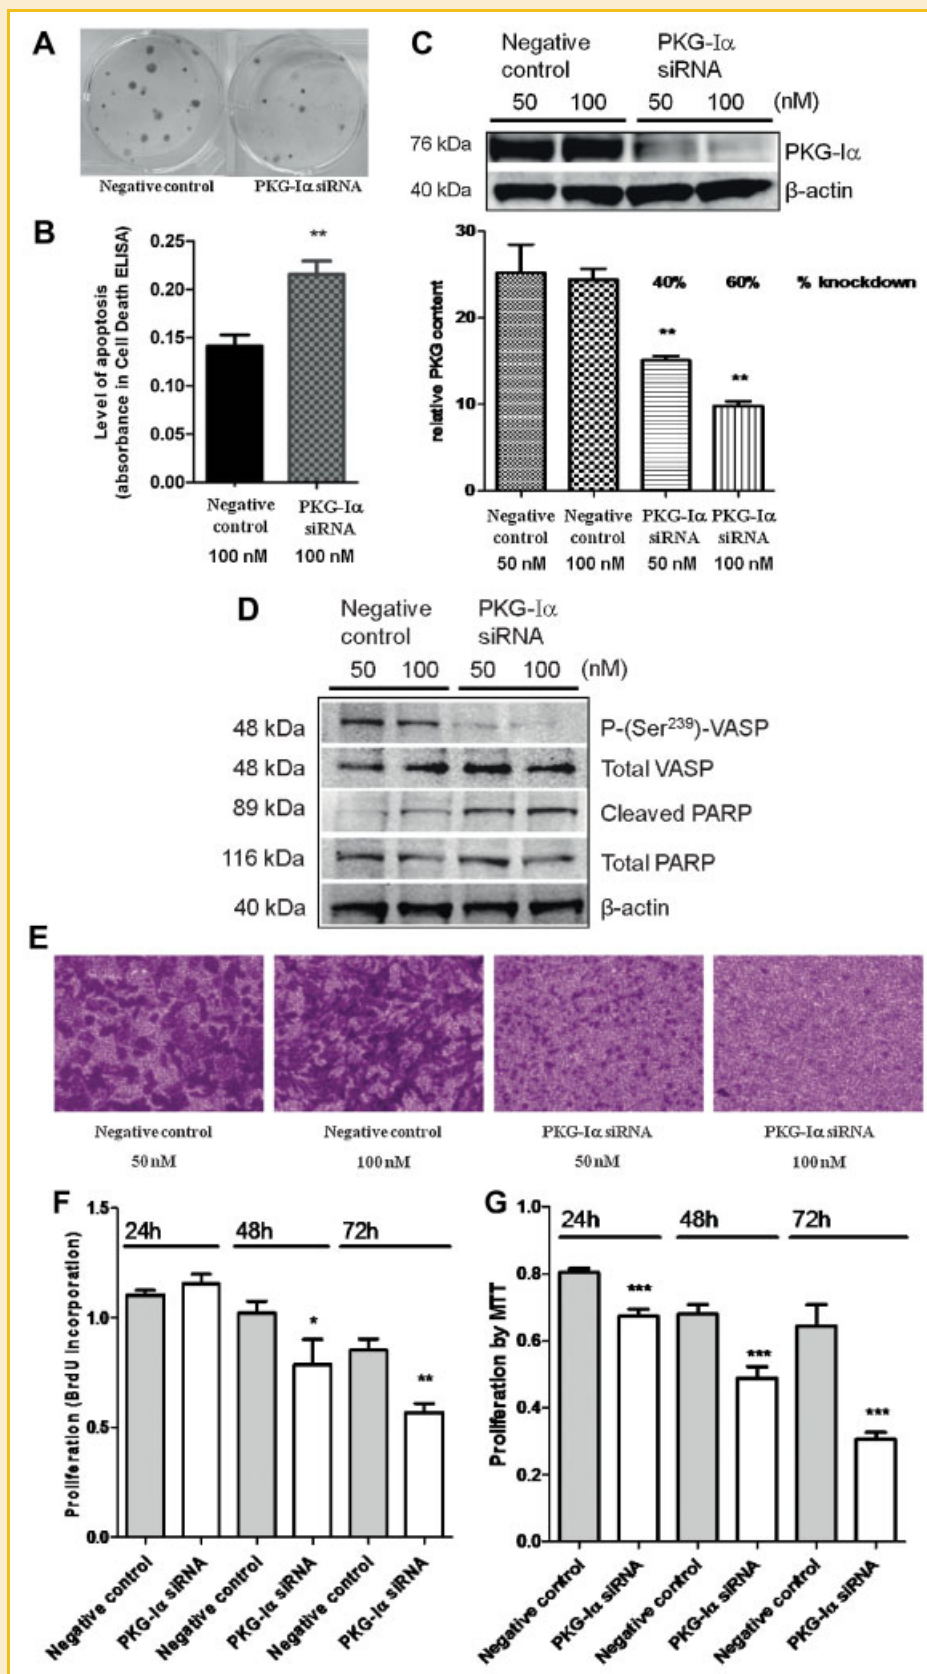 A
Negative control
PKG-Iα siRNA
B
Level of apoptosis
(absorbance in Cell Death ELISA)
0.25
0.20
0.15
0.10
0.05
0.00
**
Negative control 100 nM
PKG-Iα siRNA 100 nM
C
Negative control
PKG-Iα siRNA
50 100 50 100 (nM)
76 kDa PKG-Iα
40 kDa β-actin
relative PKG content
30
20
10
0
40% 60% % knockdown
**
**
Negative control 50 nM
Negative control 100 nM
PKG-Iα siRNA 50 nM
PKG-Iα siRNA 100 nM
D
Negative control
PKG-Iα siRNA
50 100 50 100 (nM)
48 kDa P-(Ser239)-VASP
48 kDa Total VASP
89 kDa Cleaved PARP
116 kDa Total PARP
40 kDa β-actin
E
Negative control 50 nM
Negative control 100 nM
PKG-Iα siRNA 50 nM
PKG-Iα siRNA 100 nM
F
Proliferation (BrdU Incorporation)
1.5
1.0
0.5
0.0
24h 48h 72h
*
**
Negative control
PKG-Iα siRNA
Negative control
PKG-Iα siRNA
Negative control
PKG-Iα siRNA
G
Proliferation by MTT
1.0
0.8
0.6
0.4
0.2
0.0
24h 48h 72h
***
***
***
Negative control
PKG-Iα siRNA
Negative control
PKG-Iα siRNA
Negative control
PKG-Iα siRNA